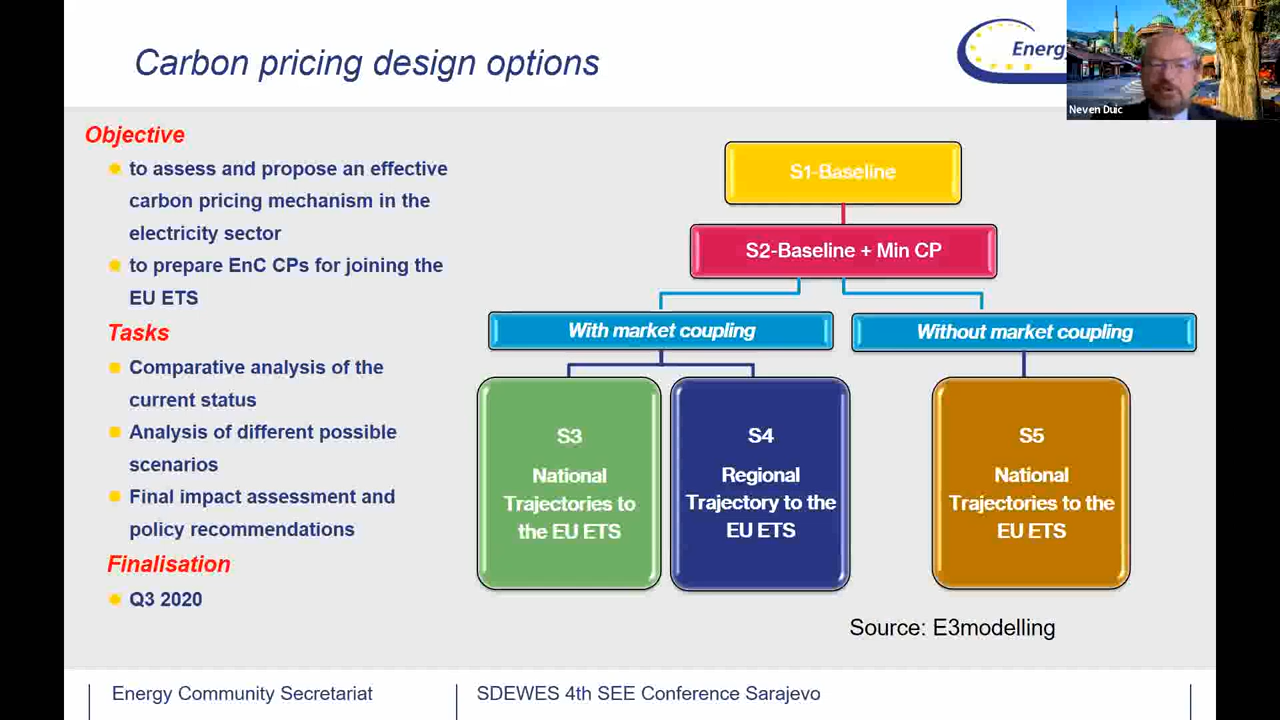 Carbon pricing design options
Energy
Neven Duic
Objective
to assess and propose an effective
carbon pricing mechanism in the
electricity sector
to prepare EnC CPs for joining the
EU ETS
Tasks
Comparative analysis of the
current status
Analysis of different possible
scenarios
Final impact assessment and
policy recommendations
Finalisation
Q3 2020
S1-Baseline
S2-Baseline + Min CP
With market coupling
Without market coupling
S3
National
Trajectories to
the EU ETS
S4
Regional
Trajectory to the
EU ETS
S5
National
Trajectories to the
EU ETS
Source: E3modelling
Energy Community Secretariat
SDEWES 4th SEE Conference Sarajevo